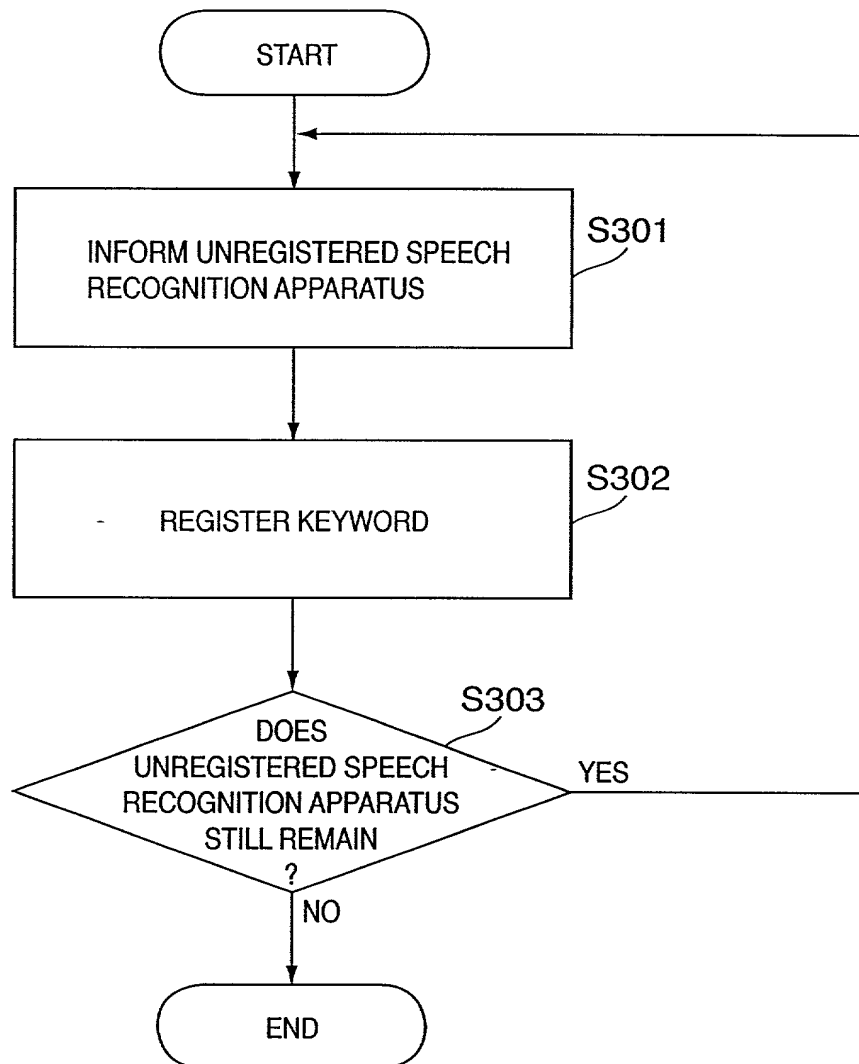 START
INFORM UNREGISTERED SPEECH
RECOGNITION APPARATUS
S301
REGISTER KEYWORD
S302
DOES
UNREGISTERED SPEECH
RECOGNITION APPARATUS
STILL REMAIN
?
S303
YES
NO
END